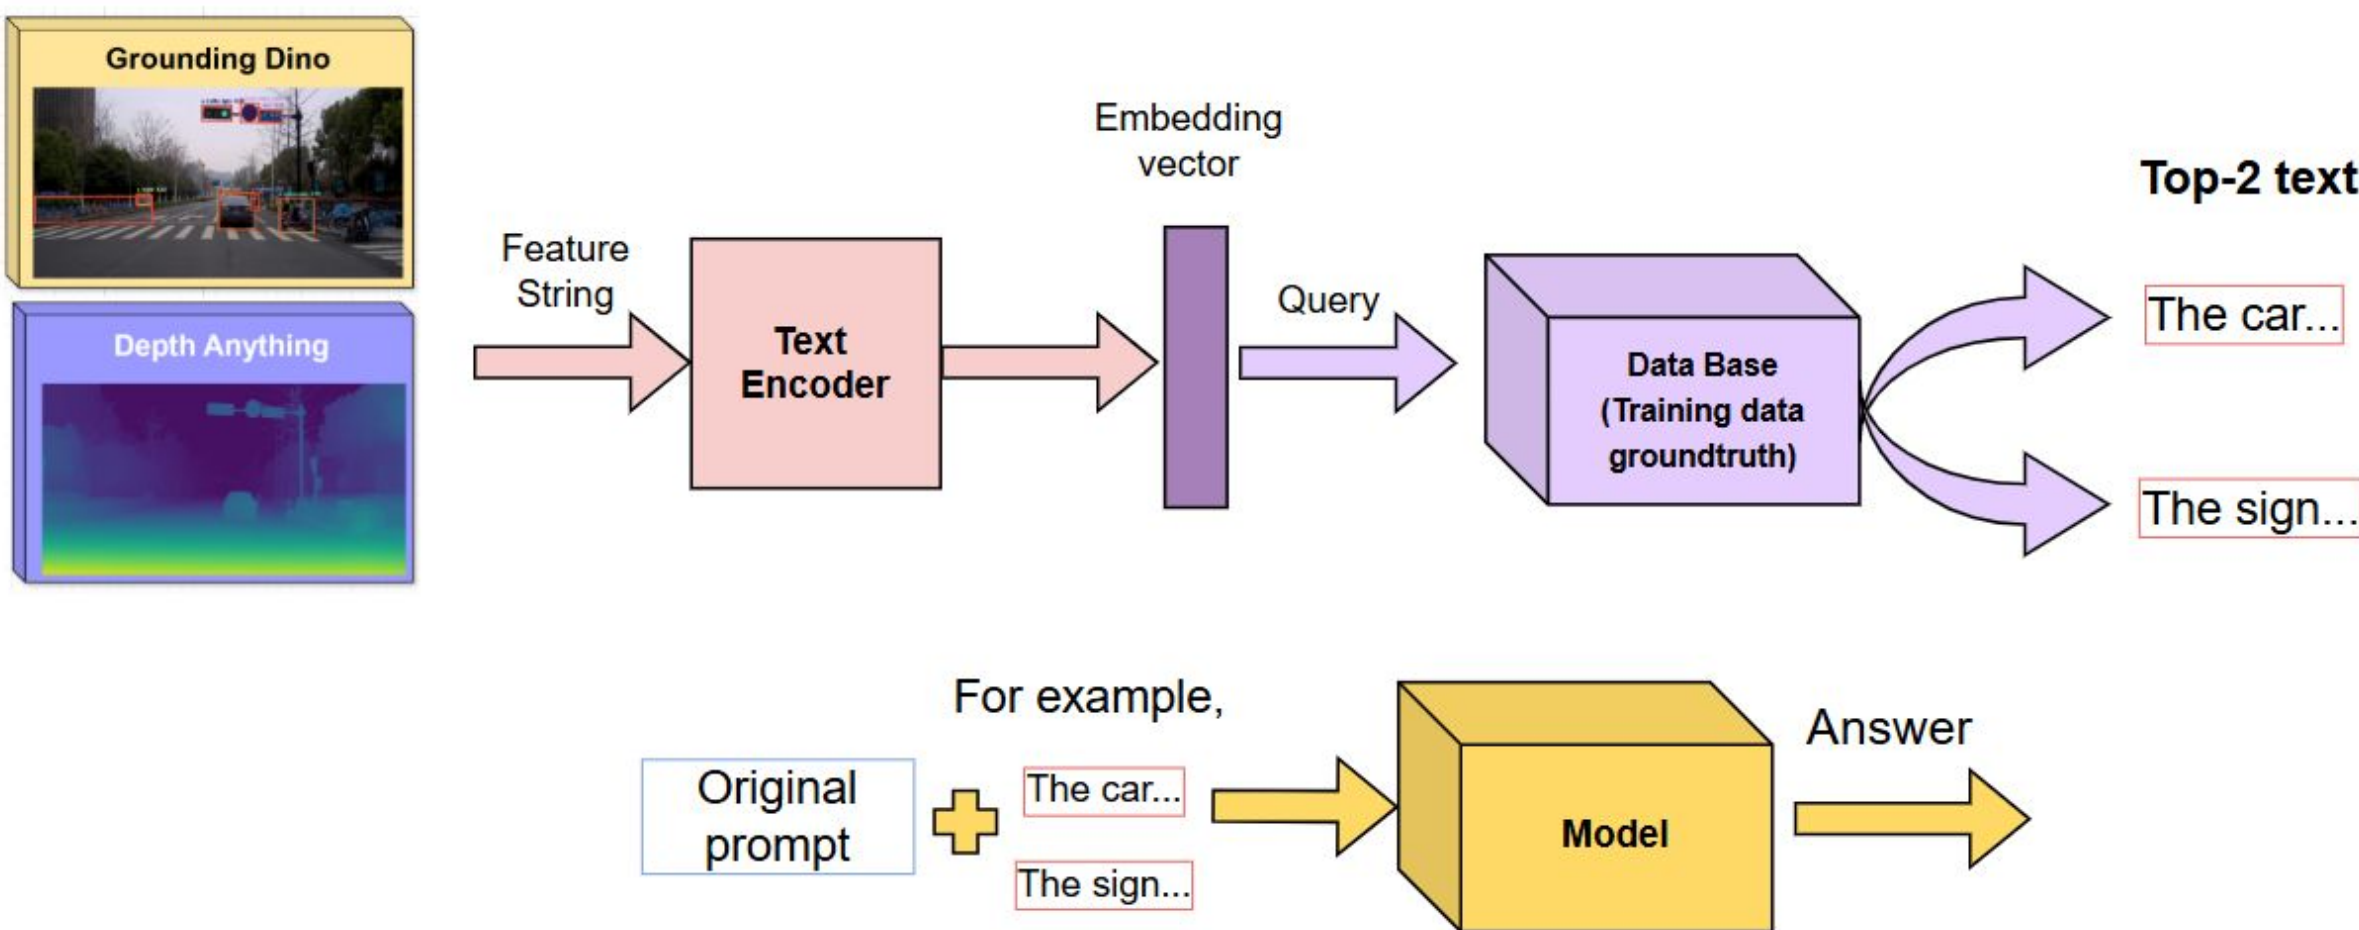 Grounding Dino
Depth Anything
Feature
String
Text
Encoder
Embedding
vector
Query
Data Base
(Training data
groundtruth)
Top-2 text
The car...
The sign...
For example,
Original
prompt
The car...
The sign...
Model
Answer